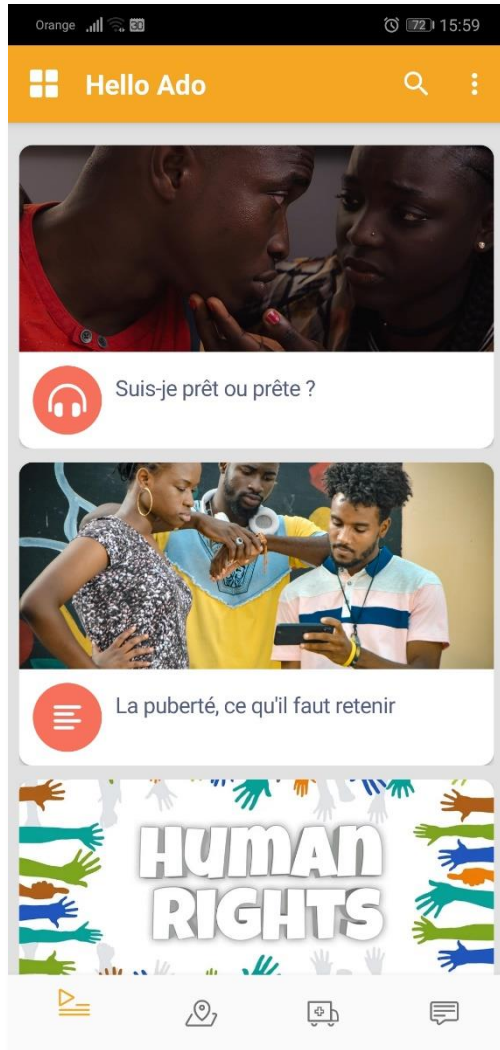 Orange 30 72 15:59
Hello Ado
Suis-je prêt ou prête ?
La puberté, ce qu'il faut retenir
HUMAN
RIGHTS